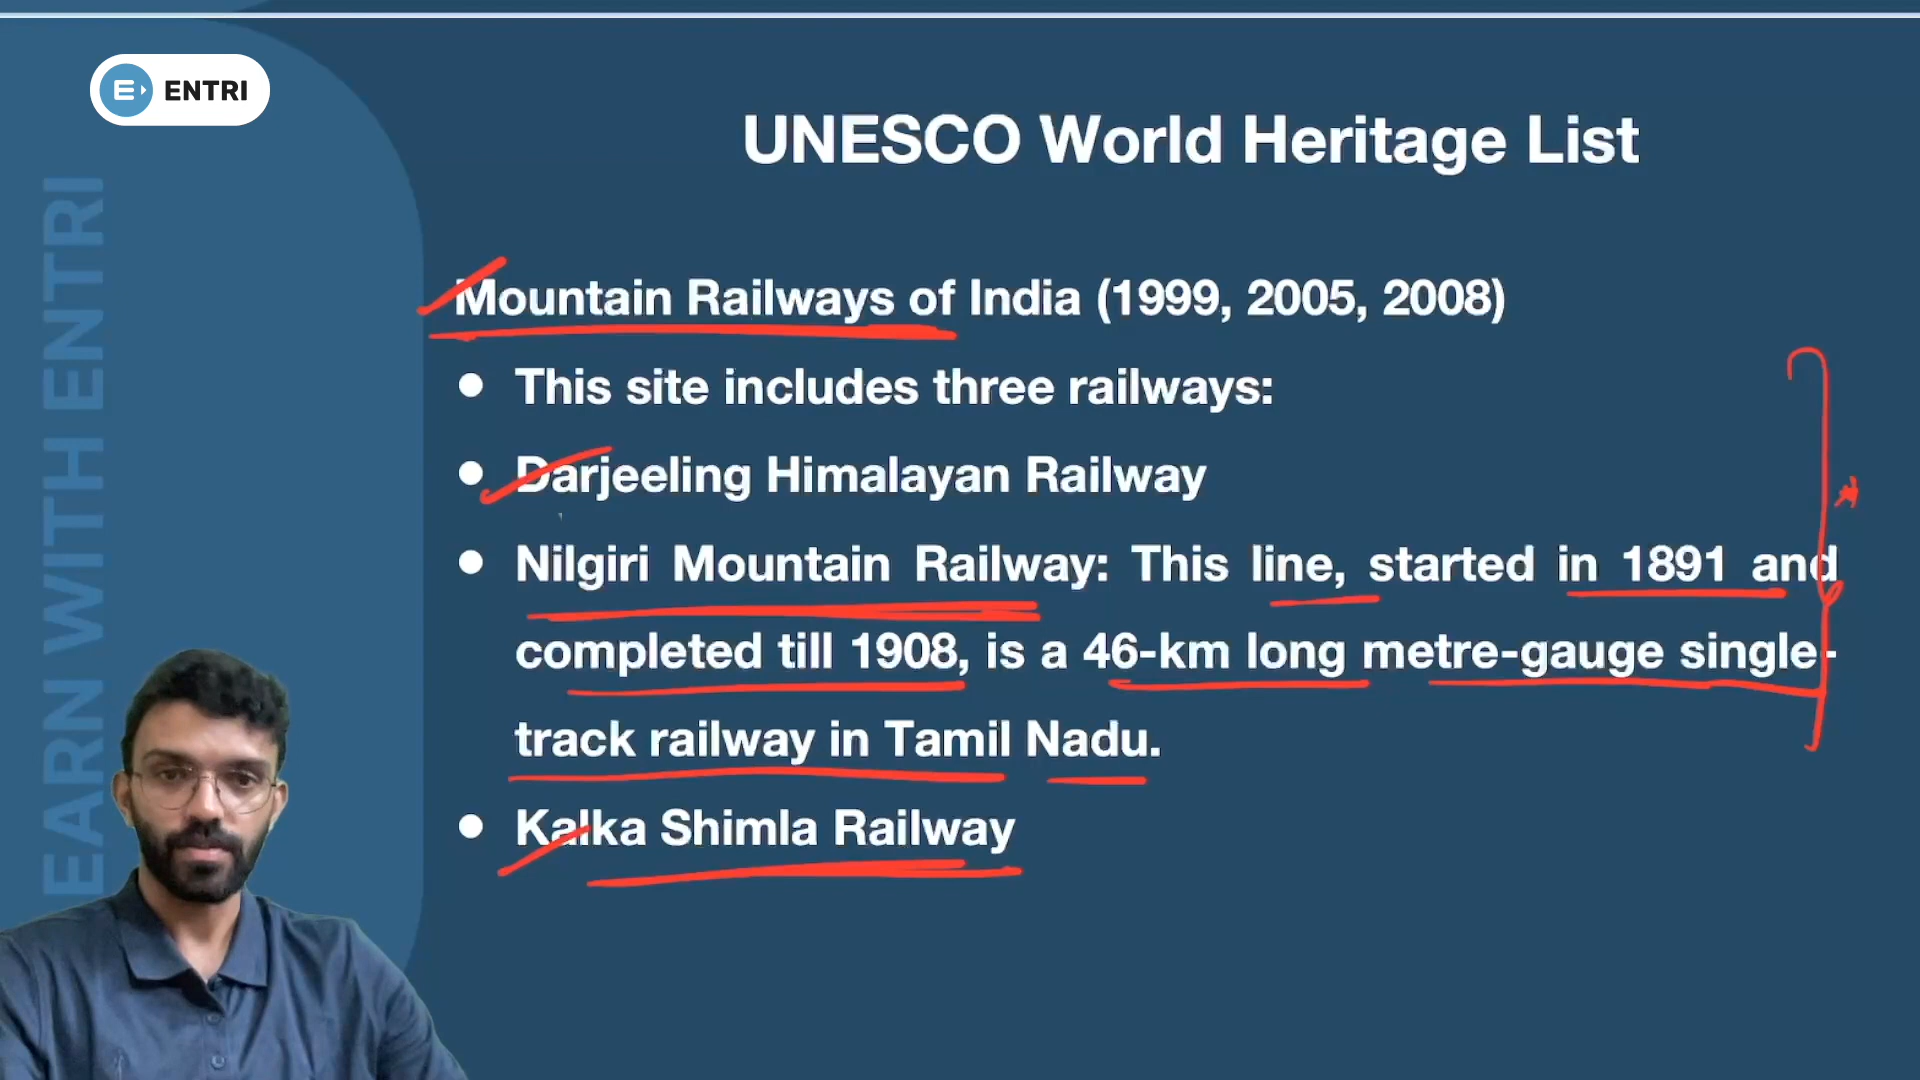 ENTRI
EARN WITH ENTRI
UNESCO World Heritage List
Mountain Railways of India (1999, 2005, 2008)
● This site includes three railways:
● Darjeeling Himalayan Railway
● Nilgiri Mountain Railway: This line, started in 1891 and
completed till 1908, is a 46-km long metre-gauge single-
track railway in Tamil Nadu.
● Kalka Shimla Railway